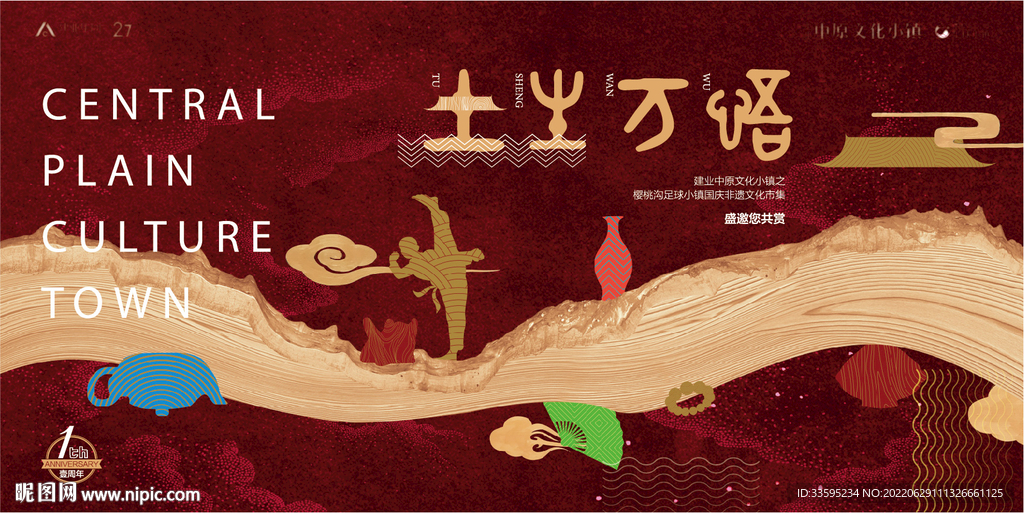 27
中原文化小镇
CENTRAL
PLAIN
CULTURE
TOWN
土生万悟
TU
SHENG
WAN
WU
建业中原文化小镇之
樱桃沟足球小镇国庆非遗文化市集
盛邀您共赏
1th
ANNIVERSARY
壹周年
昵图网 www.nipic.com
ID:33595234 NO:20220629111326661125